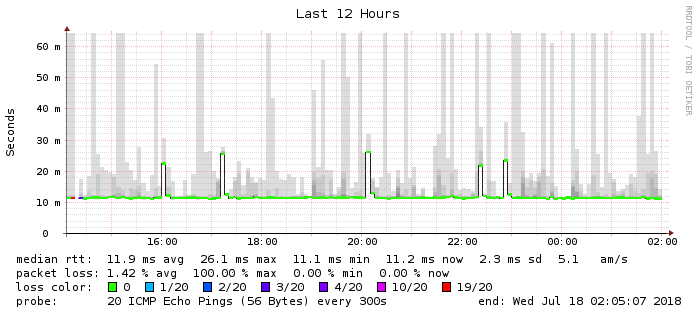 Last 12 Hours
RRDTOOL / TOBI OETIKER
Seconds
60 m
50 m
40 m
30 m
20 m
10 m
0
16:00 18:00 20:00 22:00 00:00 02:00
median rtt: 11.9 ms avg 26.1 ms max 11.1 ms min 11.2 ms now 2.3 ms sd 5.1 am/s
packet loss: 1.42 % avg 100.00 % max 0.00 % min 0.00 % now
loss color: 0 1/20 2/20 3/20 4/20 10/20 19/20
probe: 20 ICMP Echo Pings (56 Bytes) every 300s end: Wed Jul 18 02:05:07 2018